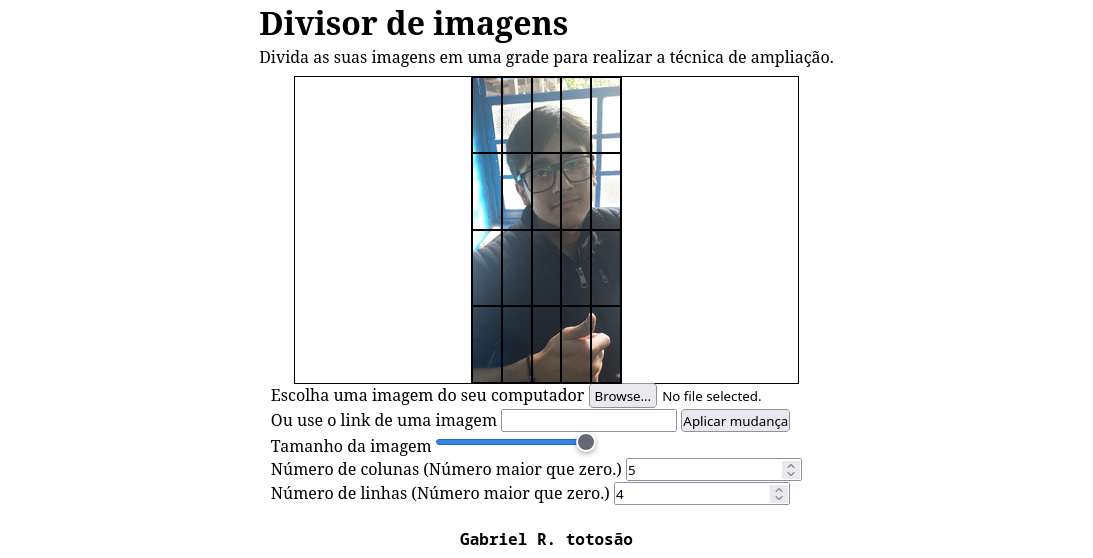 Divisor de imagens
Divida as suas imagens em uma grade para realizar a técnica de ampliação.
Escolha uma imagem do seu computador Browse... No file selected.
Ou use o link de uma imagem Aplicar mudança
Tamanho da imagem
Número de colunas (Número maior que zero.) 5
Número de linhas (Número maior que zero.) 4
Gabriel R. totosão